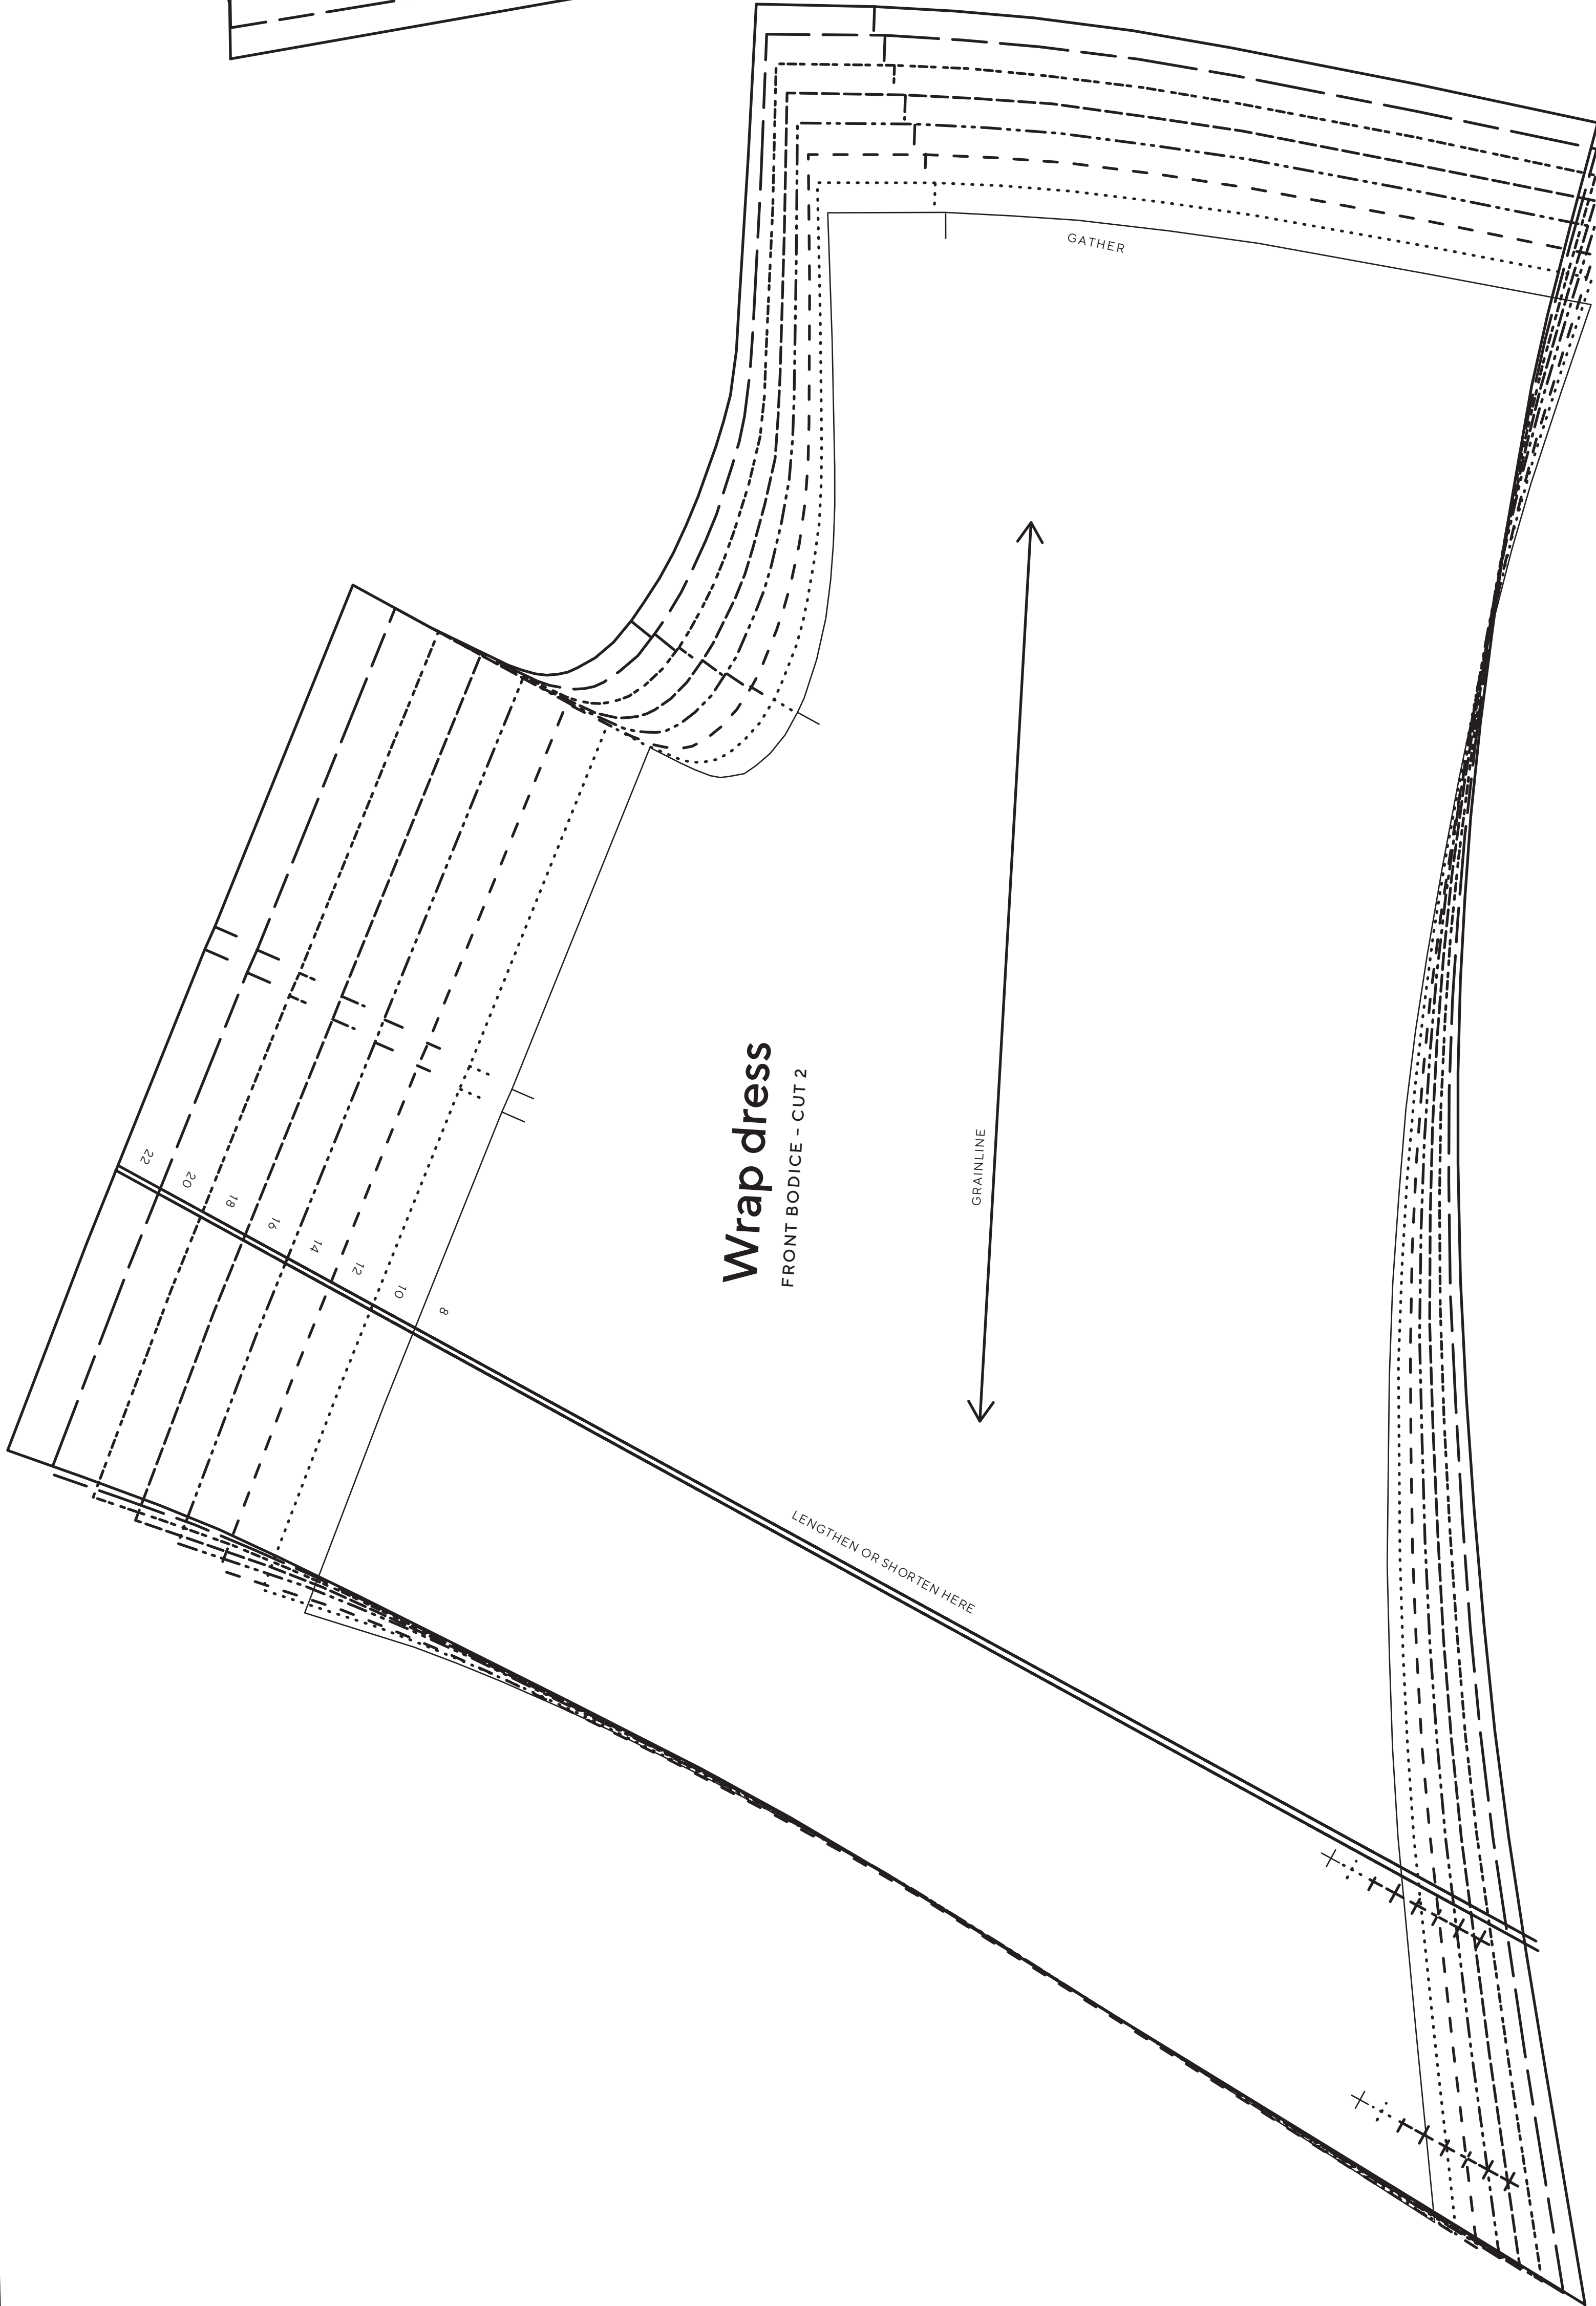 GATHER
Wrap dress
FRONT BODICE – CUT 2
GRAINLINE
22
20
18
16
14
12
10
8
LENGTHEN OR SHORTEN HERE